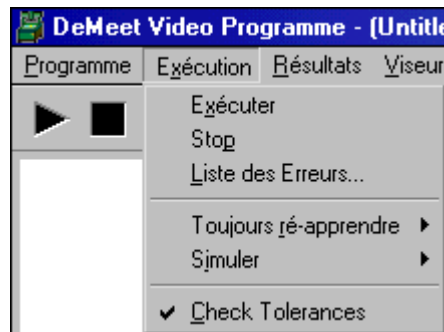 DeMeet Video Programme - (Untitle
Programme Exécution Résultats Viseur
Exécuter
Stop
Liste des Erreurs...
Toujours ré-apprendre
Simuler
Check Tolerances